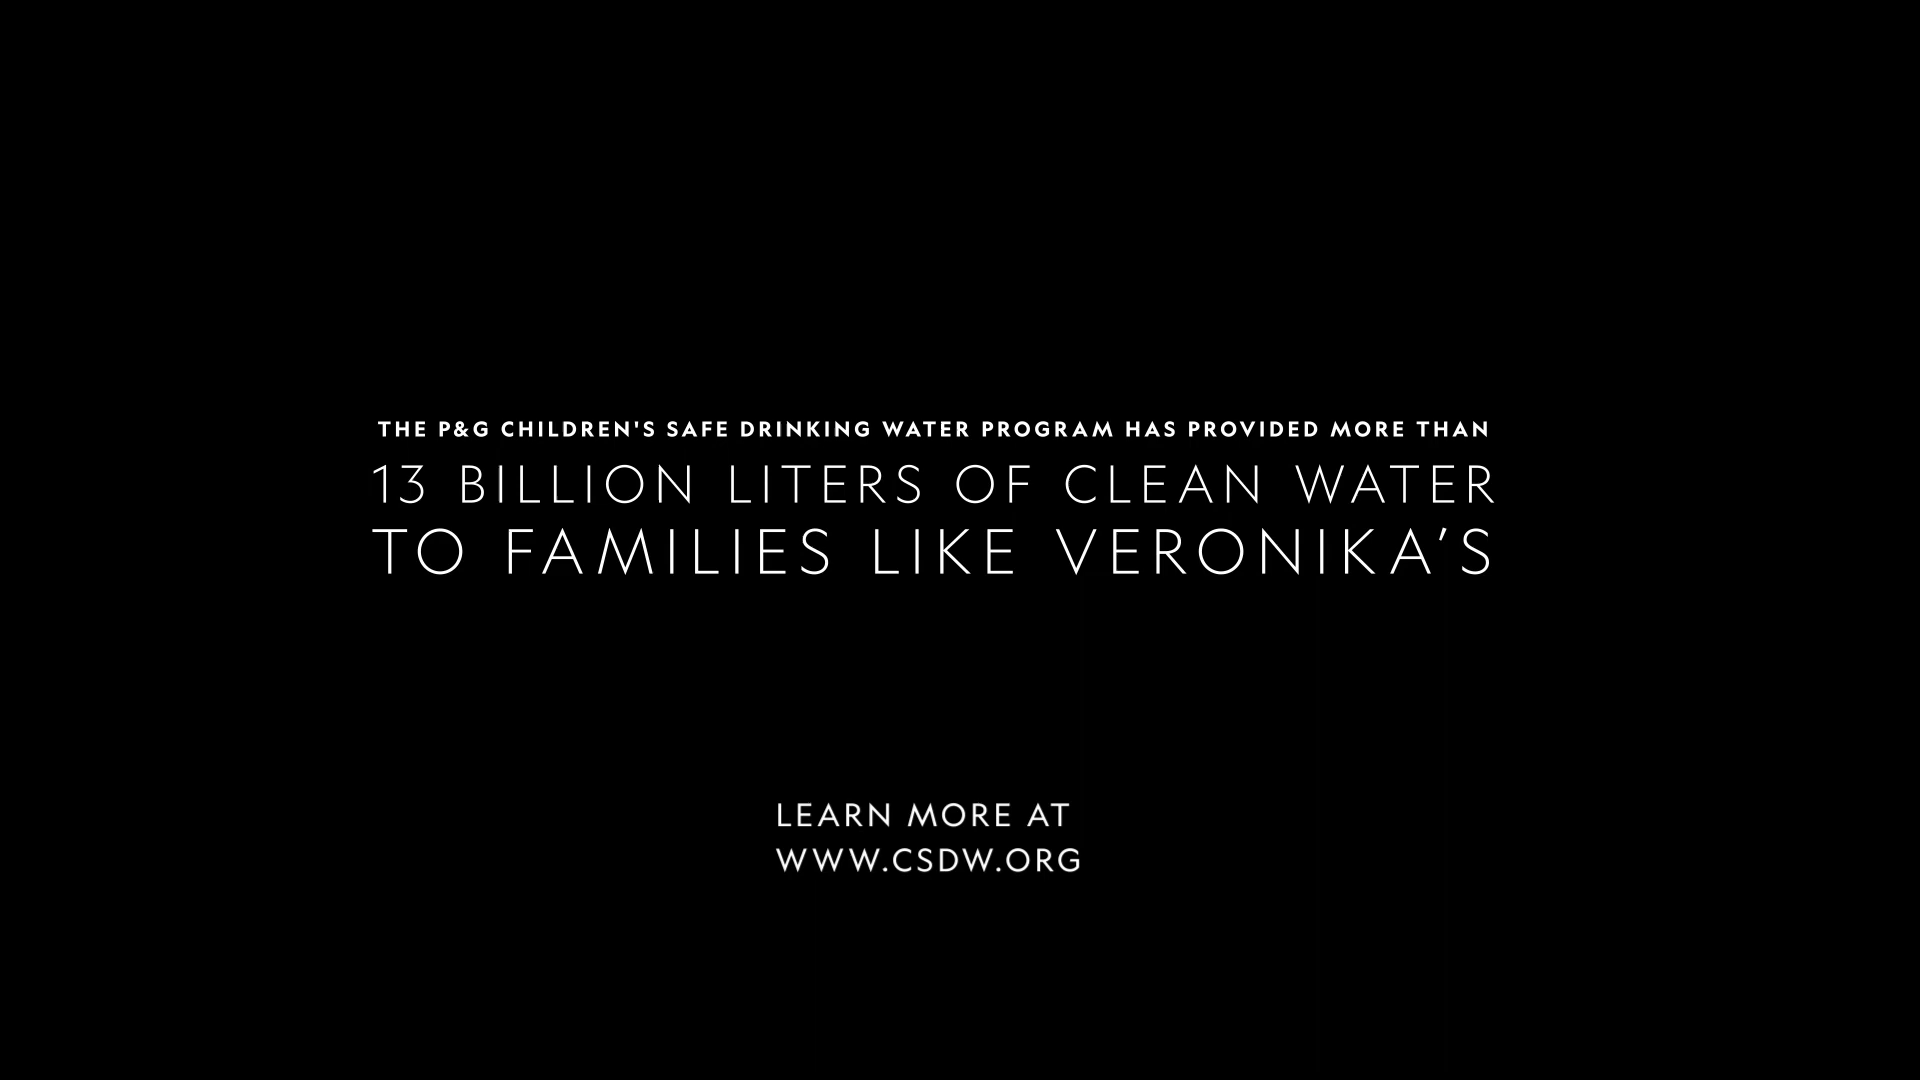 THE P&G CHILDREN'S SAFE DRINKING WATER PROGRAM HAS PROVIDED MORE THAN
13 BILLION LITERS OF CLEAN WATER
TO FAMILIES LIKE VERONIKA’S
LEARN MORE AT
WWW.CSDW.ORG